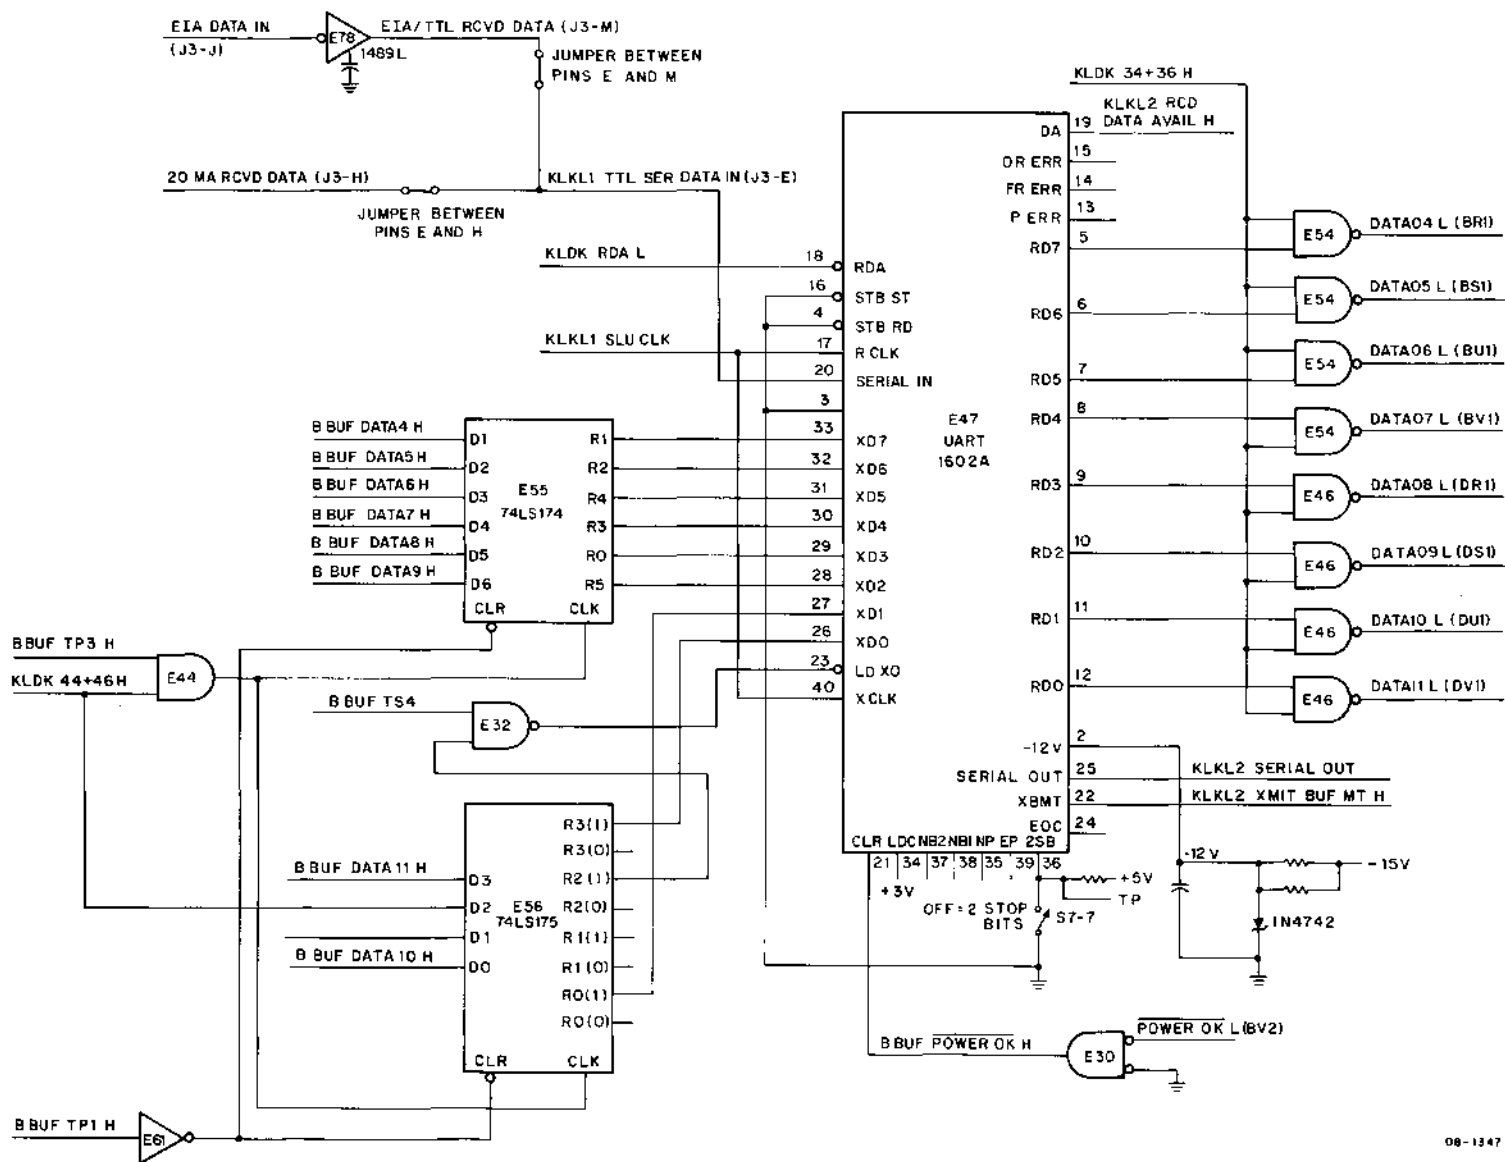 EIA DATA IN
(J3-J)
E78
1489L
EIA/TTL RCVD DATA (J3-M)
JUMPER BETWEEN
PINS E AND M
20 MA RCVD DATA (J3-H)
JUMPER BETWEEN
PINS E AND H
KLKL1 TTL SER DATA IN (J3-E)
KLDK RDA L
KLKL1 SLU CLK
18
RDA
16
STB ST
4
STB RD
17
R CLK
20
SERIAL IN
3
33
XD7
32
XD6
31
XD5
30
XD4
29
XD3
28
XD2
27
XD1
26
XD0
23
LD XO
40
XCLK
E47
UART
1602A
KLDK 34+36 H
KLKL2 RCD
DATA AVAIL H
DA
19
OR ERR
15
FR ERR
14
P ERR
13
RD7
5
RD6
6
RD5
7
RD4
8
RD3
9
RD2
10
RD1
11
RD0
12
-12V
2
SERIAL OUT
25
KLKL2 SERIAL OUT
XBMT
22
KLKL2 XMIT BUF MT H
EOC
24
CLR LDC NB2 NB1 NP EP 2SB
21 34 37 38 35 39 36
E54
DATA04 L (BR1)
E54
DATA05 L (BS1)
E54
DATA06 L (BU1)
E54
DATA07 L (BV1)
E46
DATA08 L (DR1)
E46
DATA09 L (DS1)
E46
DATA10 L (DU1)
E46
DATA11 L (DV1)
B BUF DATA4 H
B BUF DATA5 H
B BUF DATA6 H
B BUF DATA7 H
B BUF DATA8 H
B BUF DATA9 H
D1
D2
D3
D4
D5
D6
E55
74LS174
R1
R2
R4
R3
R0
R5
CLR
CLK
B BUF TP3 H
KLDK 44+46 H
E44
B BUF TS4
E32
B BUF DATA 11 H
B BUF DATA 10 H
D3
D2
D1
D0
E56
74LS175
R3(1)
R3(0)
R2(1)
R2(0)
R1(1)
R1(0)
R0(1)
R0(0)
CLR
CLK
B BUF TP1 H
E61
+3V
OFF=2 STOP
BITS
S7-7
+5V
TP
-12V
-15V
1N4742
B BUF POWER OK H
E30
POWER OK L (BV2)
08-1347